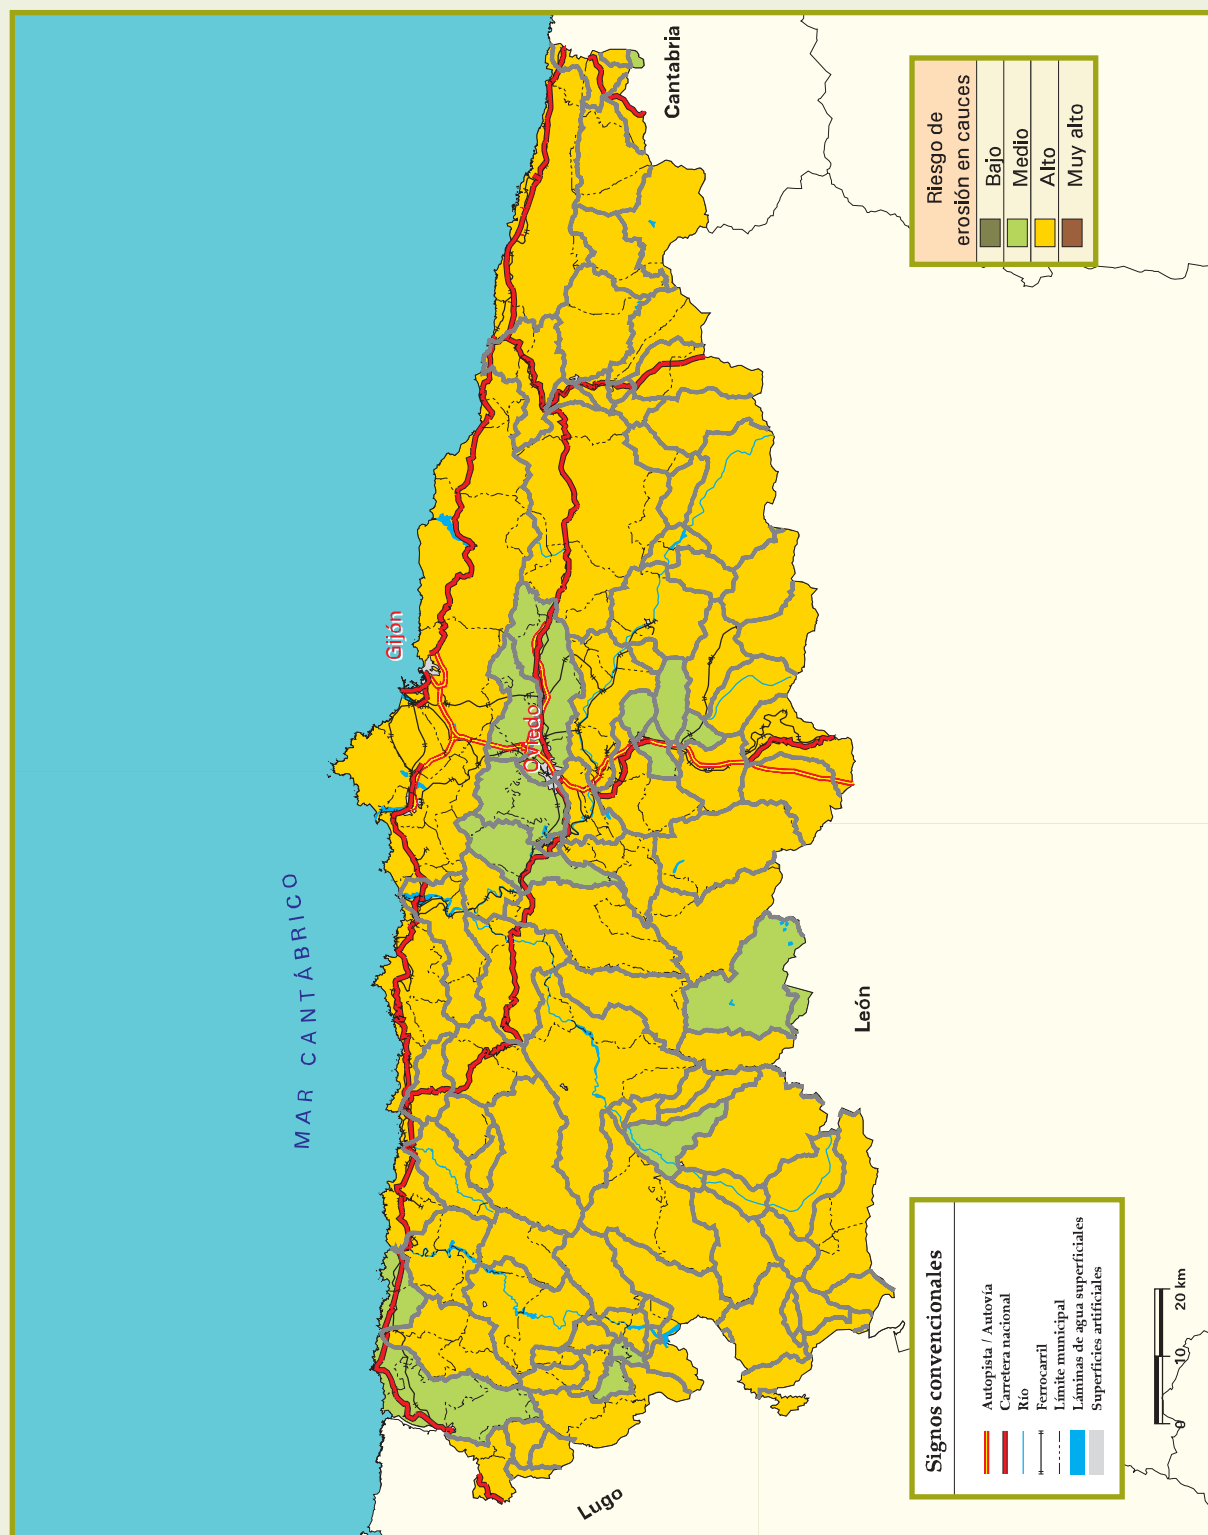 MAR CANTÁBRICO
Gijón
Oviedo
Cantabria
León
Lugo
Riesgo de
erosión en cauces
Bajo
Medio
Alto
Muy alto
Signos convencionales
Autopista / Autovía
Carretera nacional
Río
Ferrocarril
Límite municipal
Láminas de agua superficiales
Superficies artificiales
0 10 20 km